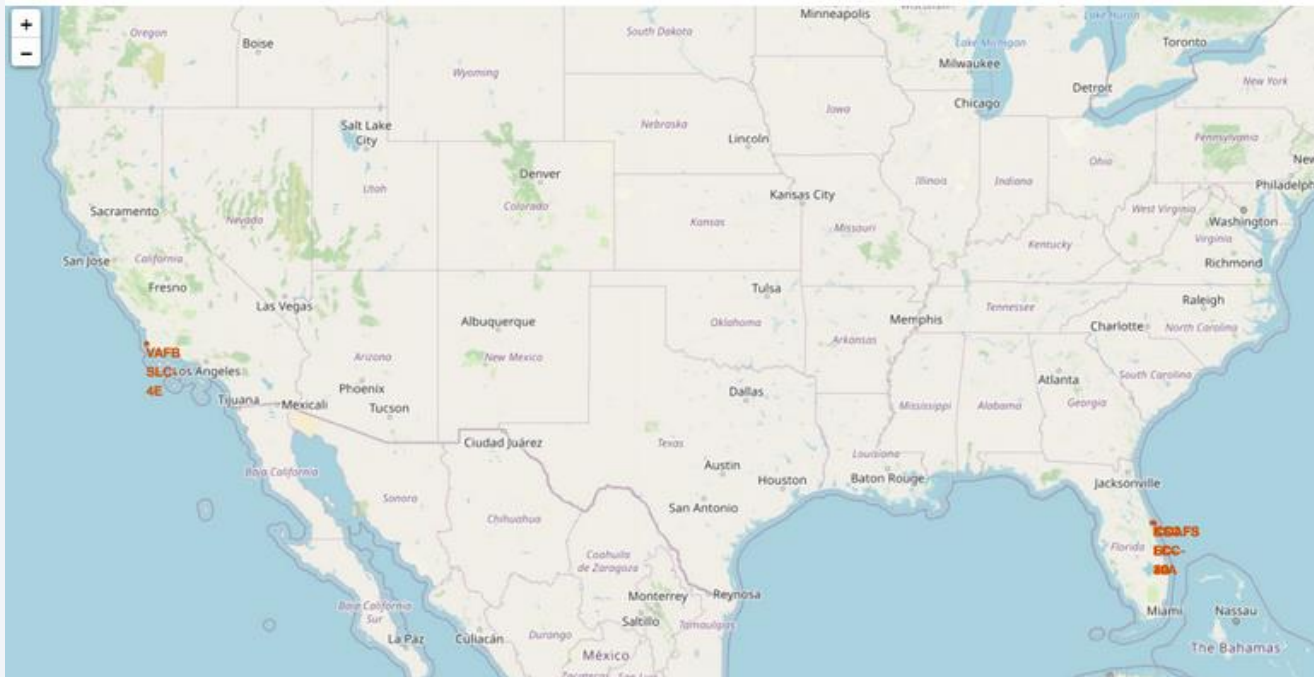 +
−
Oregon
Boise
South Dakota
Minneapolis
Wisconsin
Lake Huron
Toronto
Wyoming
Lake Michigan
Milwaukee
Detroit
New York
Chicago
Salt Lake
City
Nebraska
Iowa
Lincoln
Pennsylvania
Ohio
Denver
Utah
Colorado
Illinois
Indiana
Kansas City
Philadelph
Sacramento
Nevada
Kansas
Missouri
West Virginia
Washington
San Jose
California
Kentucky
Virginia
Richmond
Fresno
Las Vegas
Tulsa
Raleigh
Tennessee
Albuquerque
Oklahoma
Memphis
Charlotte
North Carolina
Arkansas
VAFB
SLC-
4E
Los Angeles
Arizona
New Mexico
Phoenix
Atlanta
South Carolina
Dallas
Tijuana
Mexicali
Tucson
Mississippi
Alabama
Georgia
Ciudad Juárez
Texas
Louisiana
Baja California
Austin
Houston
Baton Rouge
Jacksonville
Sonora
San Antonio
Chihuahua
Florida
Coahuila
de Zaragoza
Monterrey
Reynosa
Baja California
Sur
Saltillo
Tamaulipas
Miami
Nassau
La Paz
Culiacán
Durango
México
The Bahamas
Zacatecas